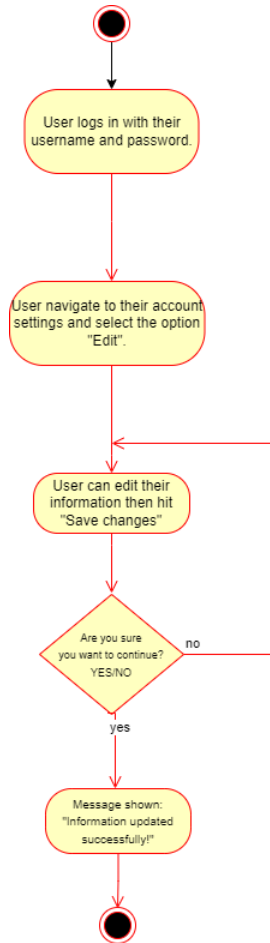 User logs in with their
username and password.
User navigate to their account
settings and select the option
"Edit".
User can edit their
information then hit
"Save changes"
Are you sure
you want to continue?
YES/NO
no
yes
Message shown:
"Information updated
successfully!"